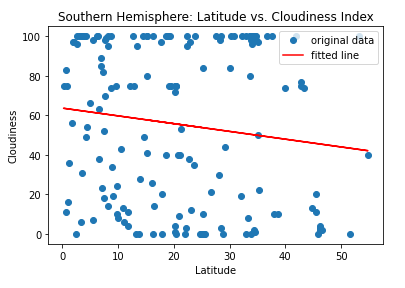 Southern Hemisphere: Latitude vs. Cloudiness Index
original data
fitted line
100
80
60
40
20
0
Cloudiness
0 10 20 30 40 50
Latitude